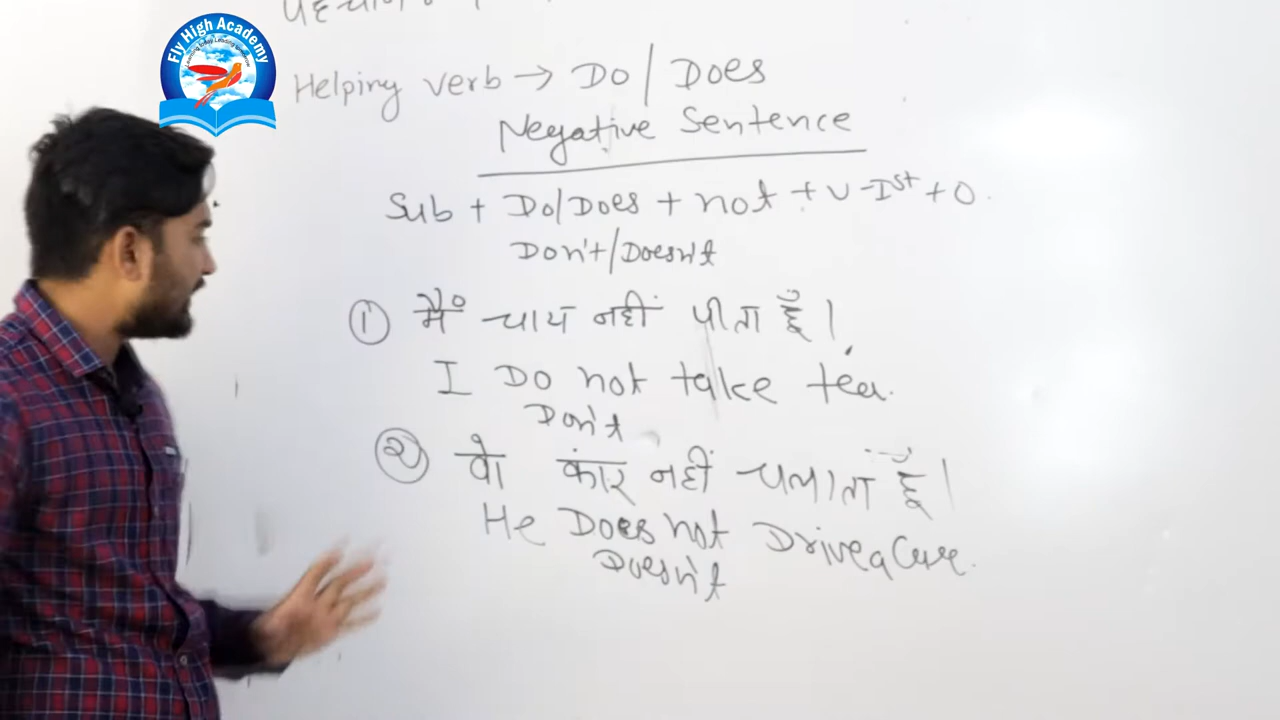 Fly High Academy
Helping verb → Do/Does
Negative Sentence
Sub + Do/Does + not + V-Ist + O.
Don't/Doesn't
① मैं चाय नहीं पीता हूँ।
I Do not take tea.
Don't
② वो कार नहीं चलाता हूँ।
He Does not Drive a Care.
Doesn't